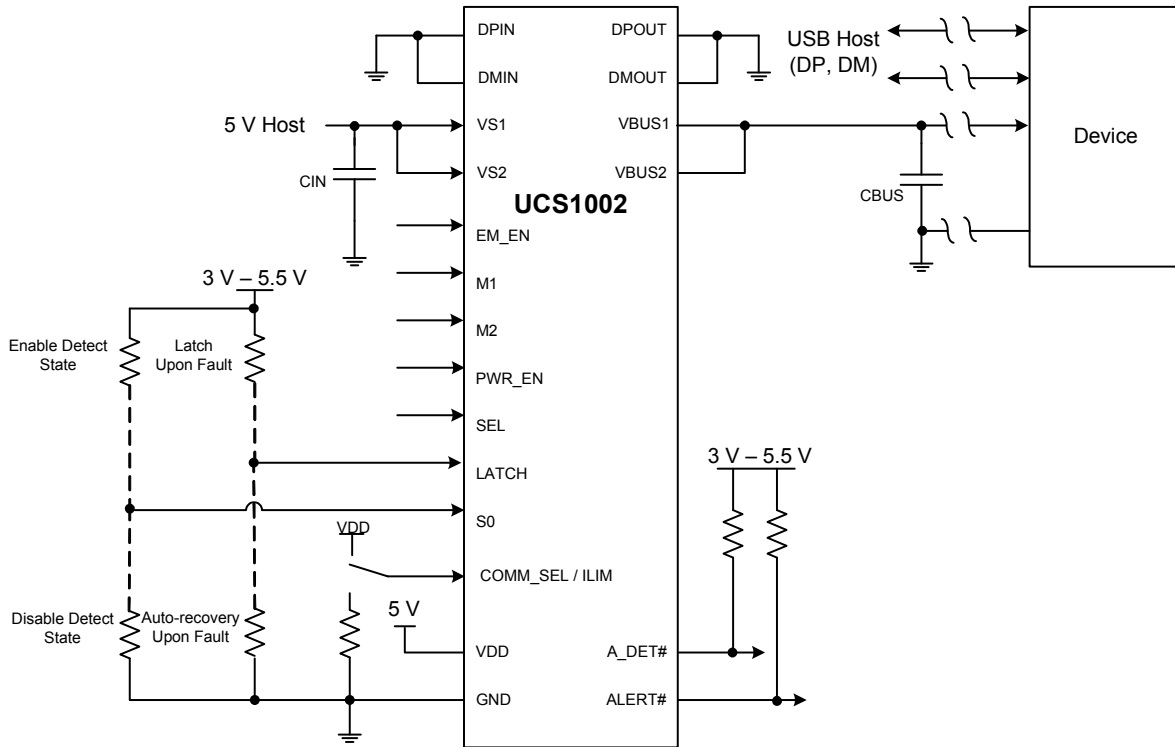 DPIN
DMIN
5 V Host
VS1
VS2
CIN
UCS1002
EM_EN
M1
M2
PWR_EN
SEL
LATCH
S0
COMM_SEL / ILIM
VDD
GND
DPOUT
DMOUT
VBUS1
VBUS2
A_DET#
ALERT#
3 V – 5.5 V
Enable Detect
State
Latch
Upon Fault
Disable Detect
State
Auto-recovery
Upon Fault
VDD
5 V
USB Host
(DP, DM)
CBUS
Device
3 V – 5.5 V